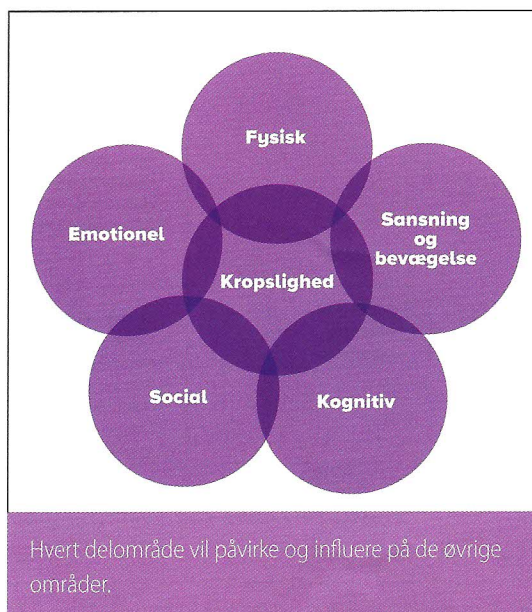 Fysisk
Emotionel
Sansning
og
bevægelse
Kropslighed
Social
Kognitiv
Hvert delområde vil påvirke og influere på de øvrige
områder.